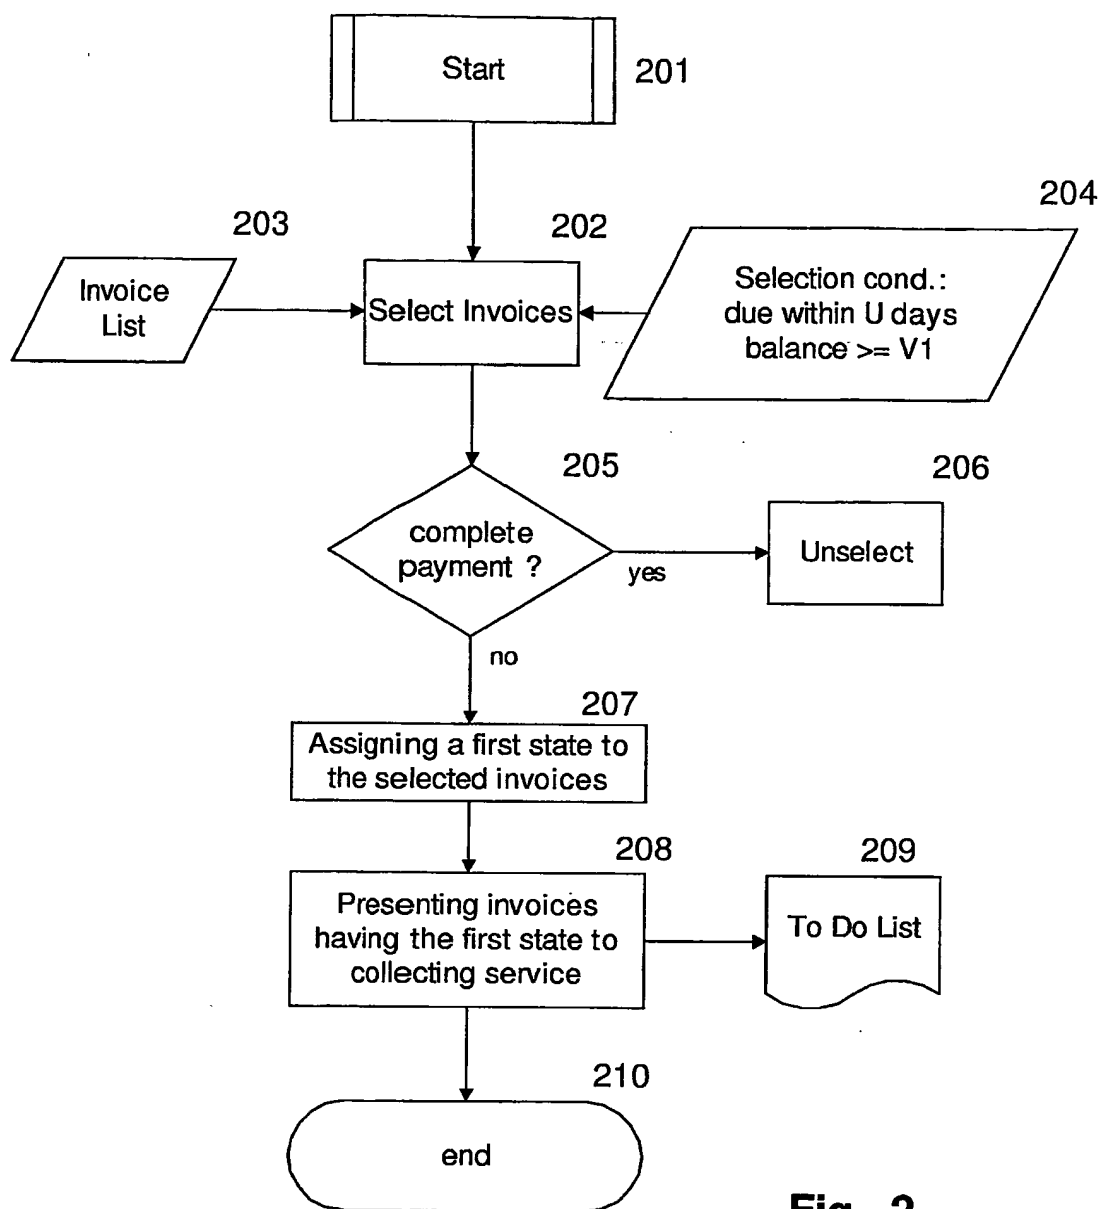 Start
201
204
203
202
Invoice
List
Select Invoices
Selection cond.:
due within U days
balance >= V1
205
206
complete
payment ?
yes
Unselect
no
207
Assigning a first state to
the selected invoices
208
209
Presenting invoices
having the first state to
collecting service
To Do List
210
end
Fig. 2